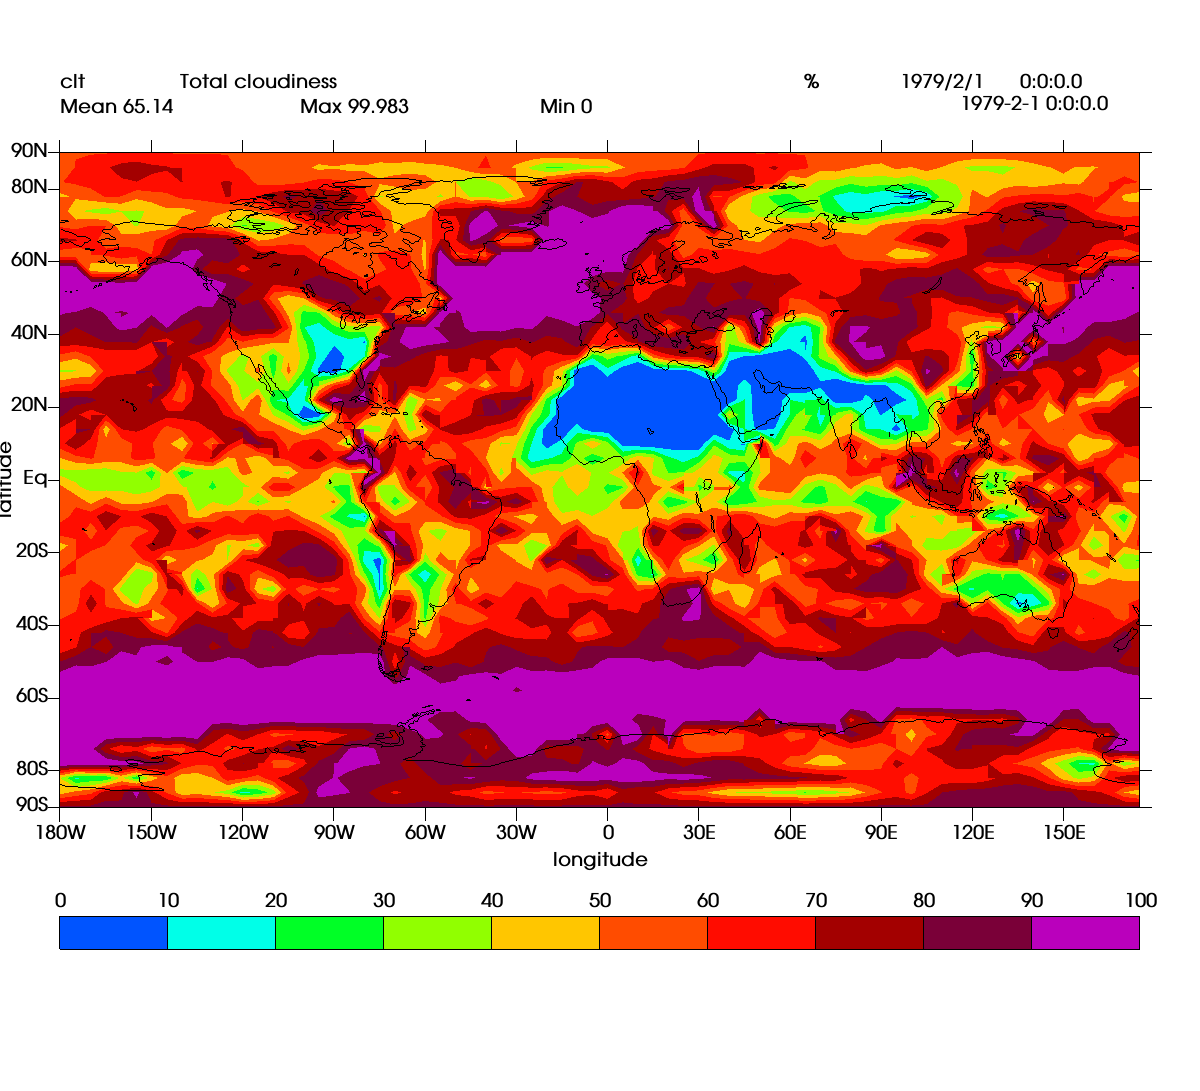 clt Total cloudiness % 1979/2/1 0:0:0.0
Mean 65.14 Max 99.983 Min 0 1979-2-1 0:0:0.0
90N
80N
60N
40N
20N
Eq
20S
40S
60S
80S
90S
latitude
180W 150W 120W 90W 60W 30W 0 30E 60E 90E 120E 150E
longitude
0 10 20 30 40 50 60 70 80 90 100